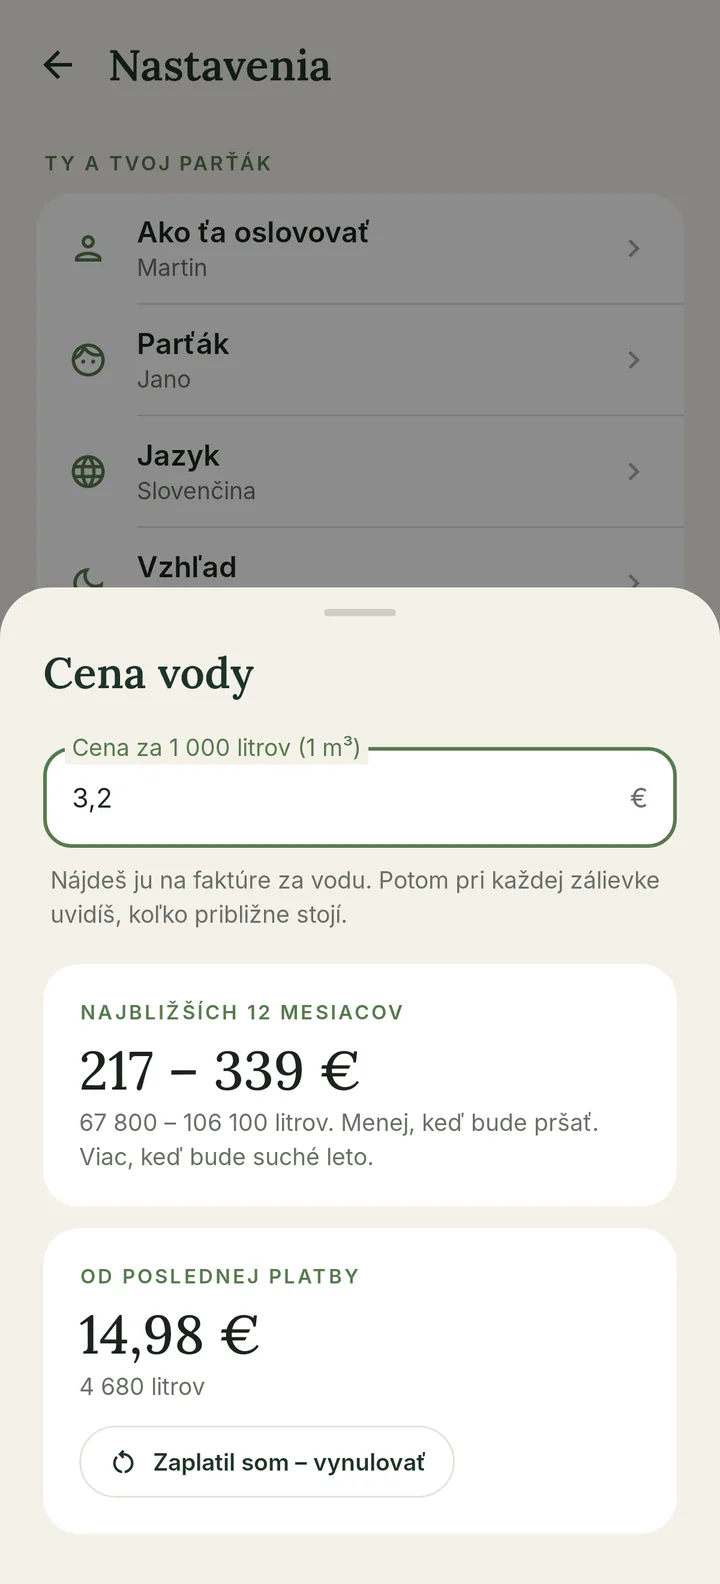 Nastavenia
TY A TVOJ PARŤÁK
Ako ťa oslovovať
Martin
Parťák
Jano
Jazyk
Slovenčina
Vzhľad
Cena vody
Cena za 1 000 litrov (1 m³)
3,2 €
Nájdeš ju na faktúre za vodu. Potom pri každej zálievke
uvidíš, koľko približne stojí.
NAJBLIŽŠÍCH 12 MESIACOV
217 – 339 €
67 800 – 106 100 litrov. Menej, keď bude pršať.
Viac, keď bude suché leto.
OD POSLEDNEJ PLATBY
14,98 €
4 680 litrov
Zaplatil som – vynulovať